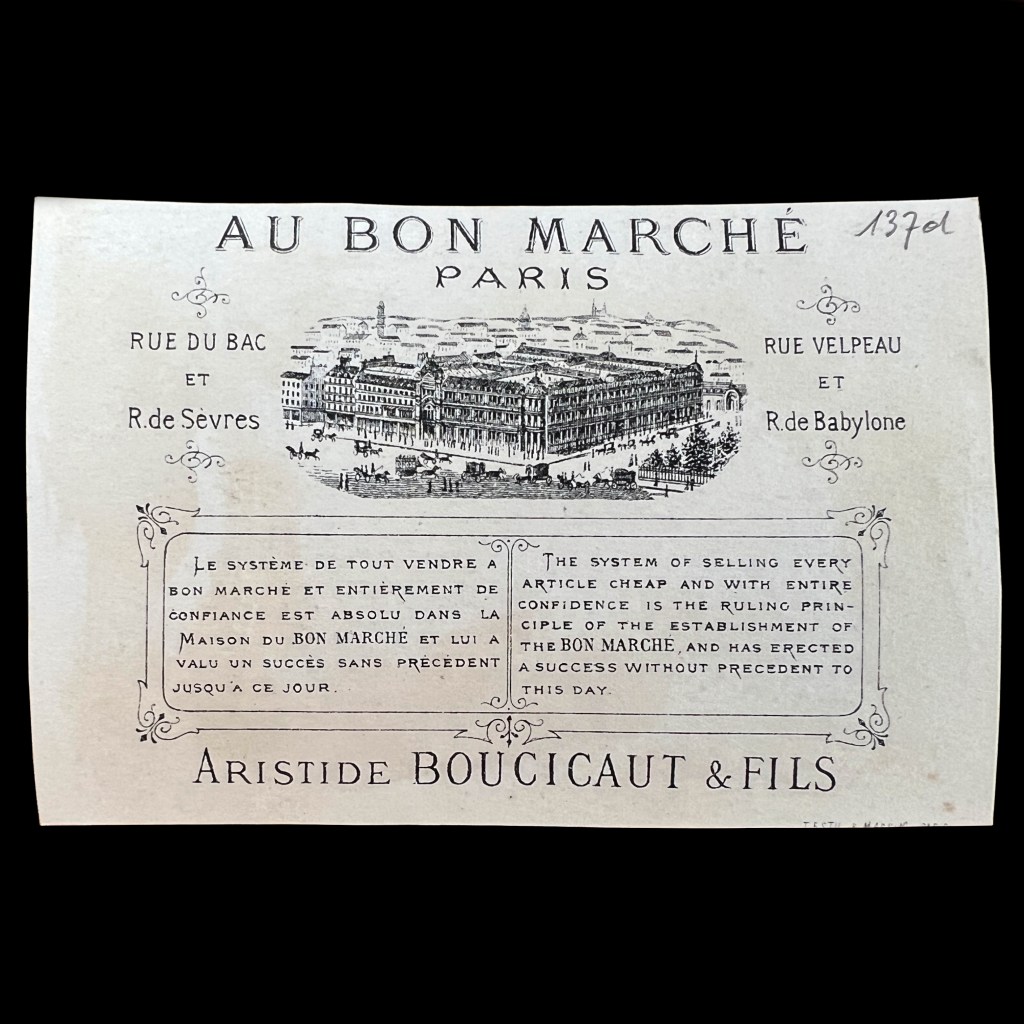 AU BON MARCHÉ
137d
PARIS
RUE DU BAC
ET
R. de Sèvres
RUE VELPEAU
ET
R. de Babylone
LE SYSTÈME DE TOUT VENDRE A
BON MARCHÉ ET ENTIÈREMENT DE
CONFIANCE EST ABSOLU DANS LA
MAISON DU BON MARCHÉ ET LUI A
VALU UN SUCCÈS SANS PRÉCÉDENT
JUSQU'A CE JOUR.
THE SYSTEM OF SELLING EVERY
ARTICLE CHEAP AND WITH ENTIRE
CONFIDENCE IS THE RULING PRIN-
CIPLE OF THE ESTABLISHMENT OF
THE BON MARCHÉ, AND HAS ERECTED
A SUCCESS WITHOUT PRECEDENT TO
THIS DAY.
ARISTIDE BOUCICAUT & FILS